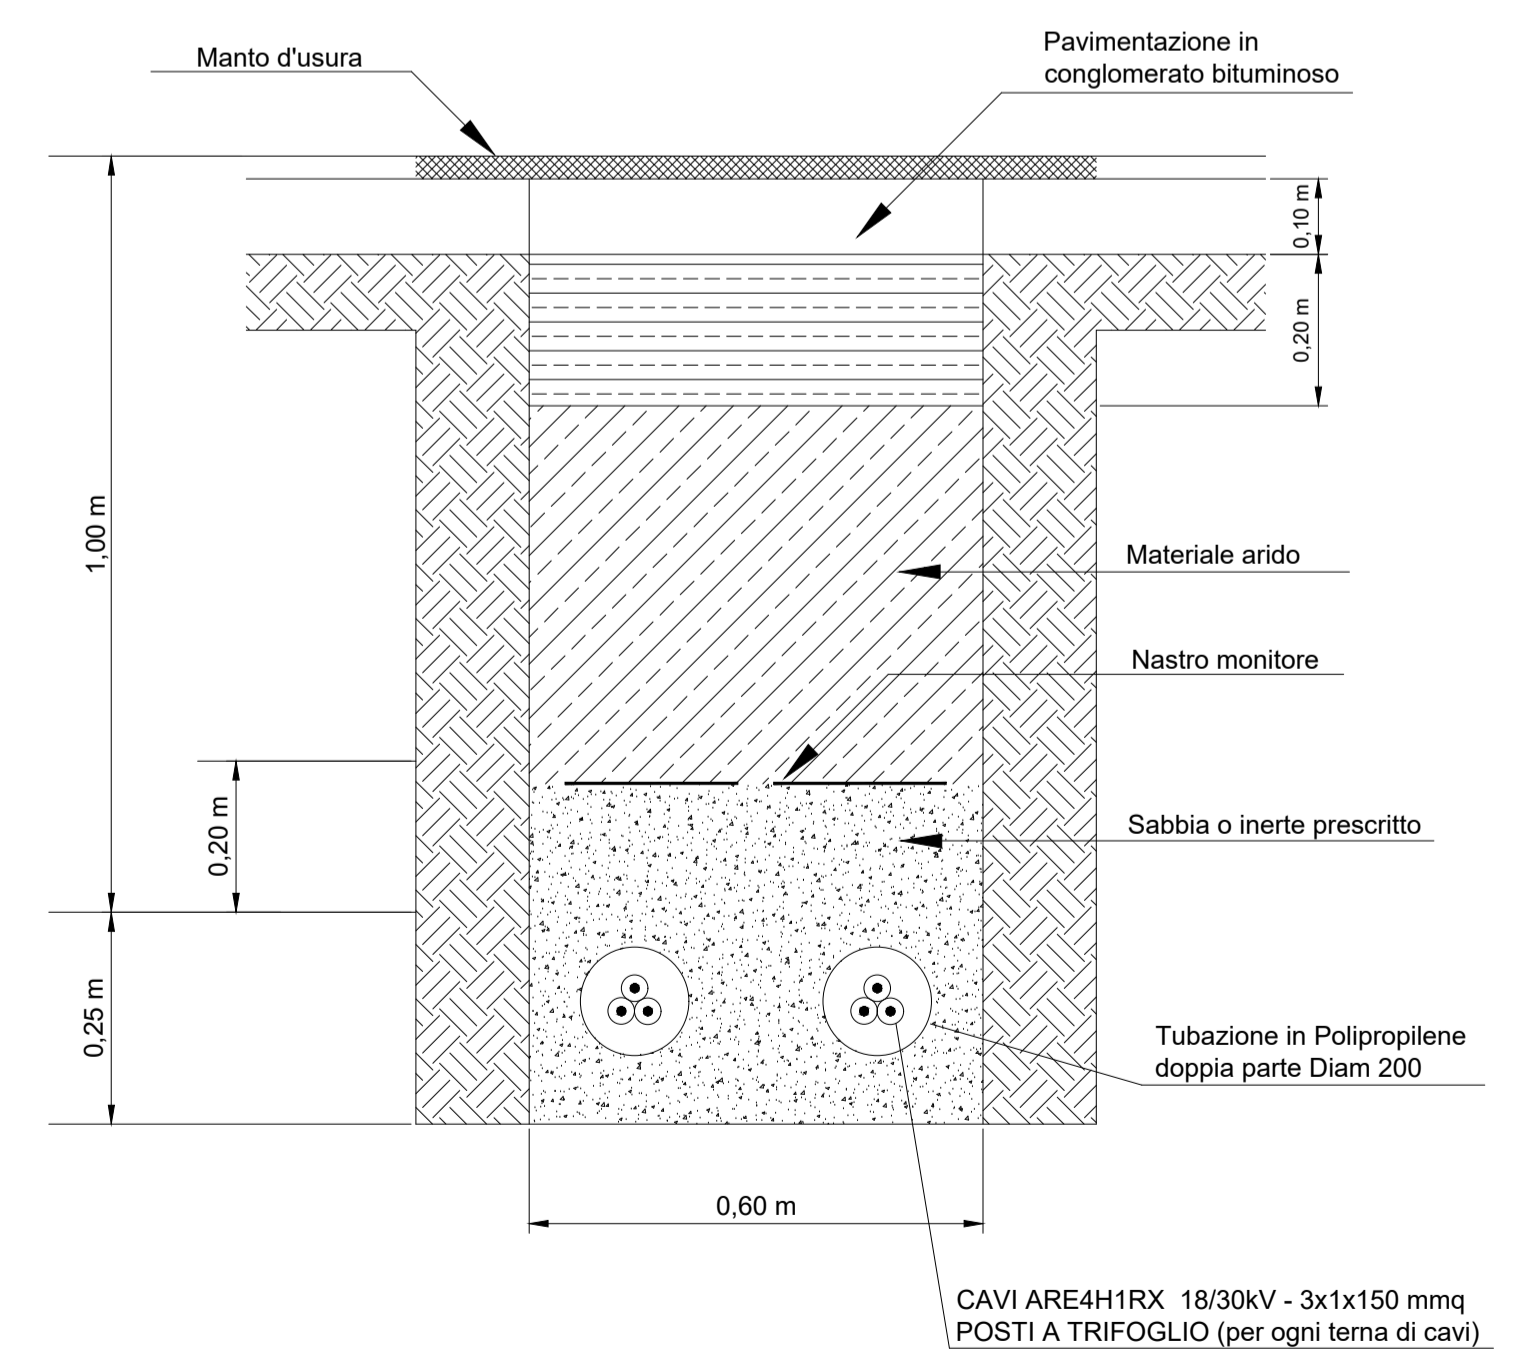 Manto d'usura
Pavimentazione in
conglomerato bituminoso
0,10 m
0,20 m
1,00 m
Materiale arido
Nastro monitore
0,20 m
Sabbia o inerte prescritto
0,25 m
Tubazione in Polipropilene
doppia parte Diam 200
0,60 m
CAVI ARE4H1RX 18/30kV - 3x1x150 mmq
POSTI A TRIFOGLIO (per ogni terna di cavi)